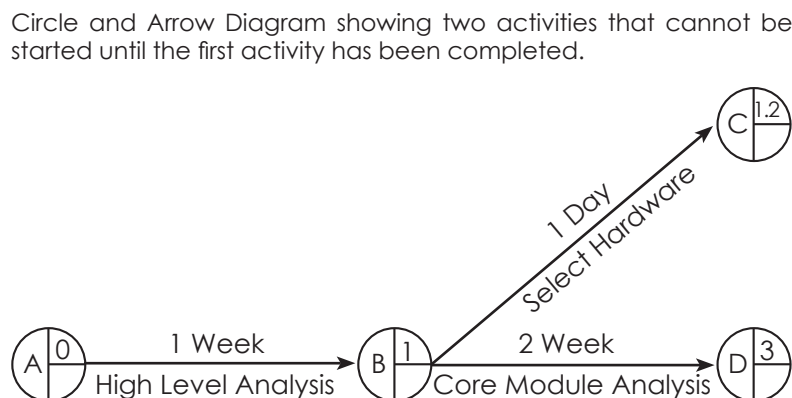 Circle and Arrow Diagram showing two activities that cannot be
started until the first activity has been completed.
C 1.2
1 Day
Select Hardware
A 0
1 Week
High Level Analysis
B 1
2 Week
Core Module Analysis
D 3